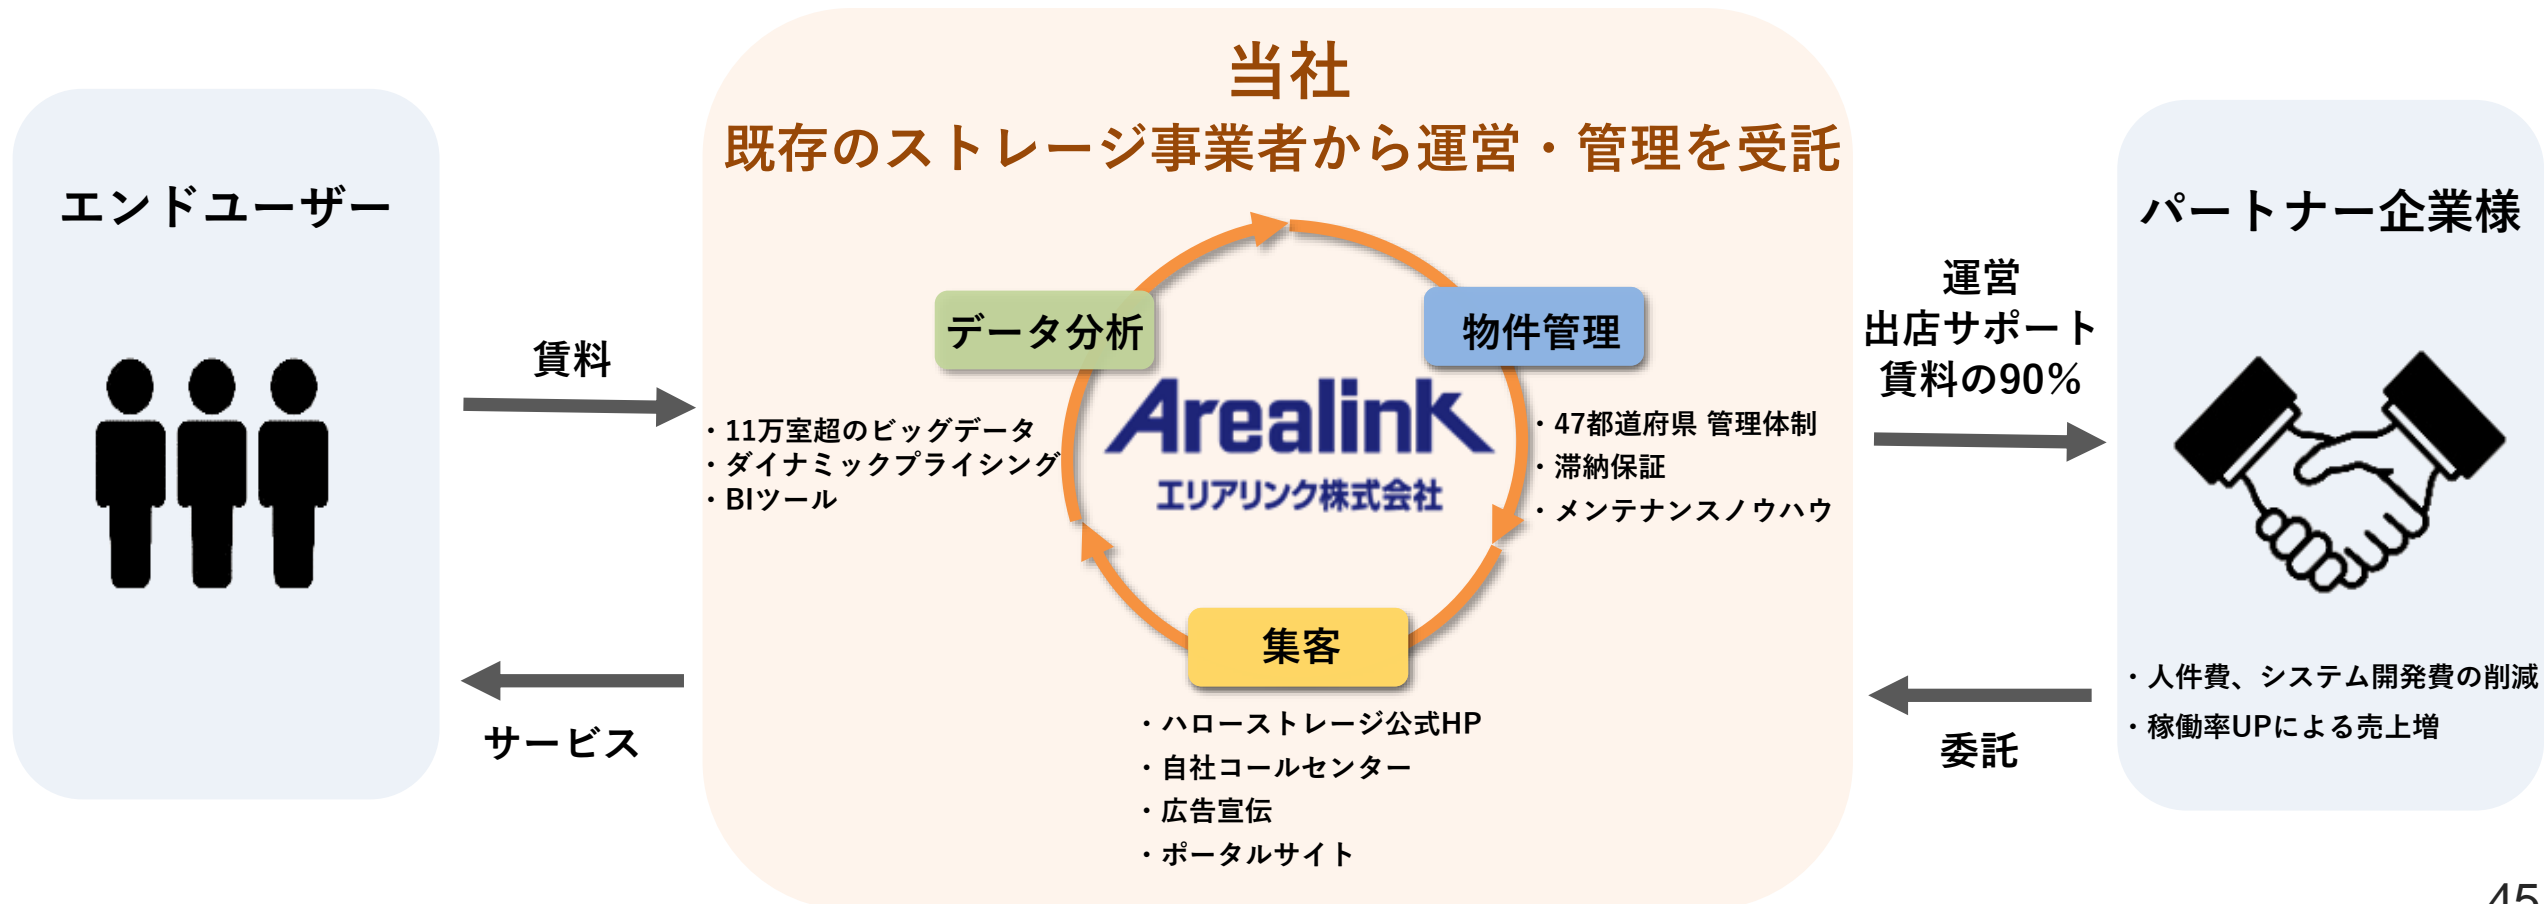 当社
既存のストレージ事業者から運営・管理を受託
エンドユーザー
賃料
サービス
データ分析
・11万室超のビッグデータ
・ダイナミックプライシング
・BIツール
Arealink
エリアリンク株式会社
物件管理
・47都道府県 管理体制
・滞納保証
・メンテナンスノウハウ
集客
・ハローストレージ公式HP
・自社コールセンター
・広告宣伝
・ポータルサイト
運営
出店サポート
賃料の90%
委託
パートナー企業様
・人件費、システム開発費の削減
・稼働率UPによる売上増
45